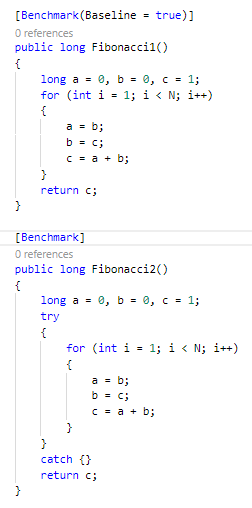 [Benchmark(Baseline = true)]
0 references
public long Fibonacci1()
{
    long a = 0, b = 0, c = 1;
    for (int i = 1; i < N; i++)
    {
        a = b;
        b = c;
        c = a + b;
    }
    return c;
}
[Benchmark]
0 references
public long Fibonacci2()
{
    long a = 0, b = 0, c = 1;
    try
    {
        for (int i = 1; i < N; i++)
        {
            a = b;
            b = c;
            c = a + b;
        }
    }
    catch {}
    return c;
}